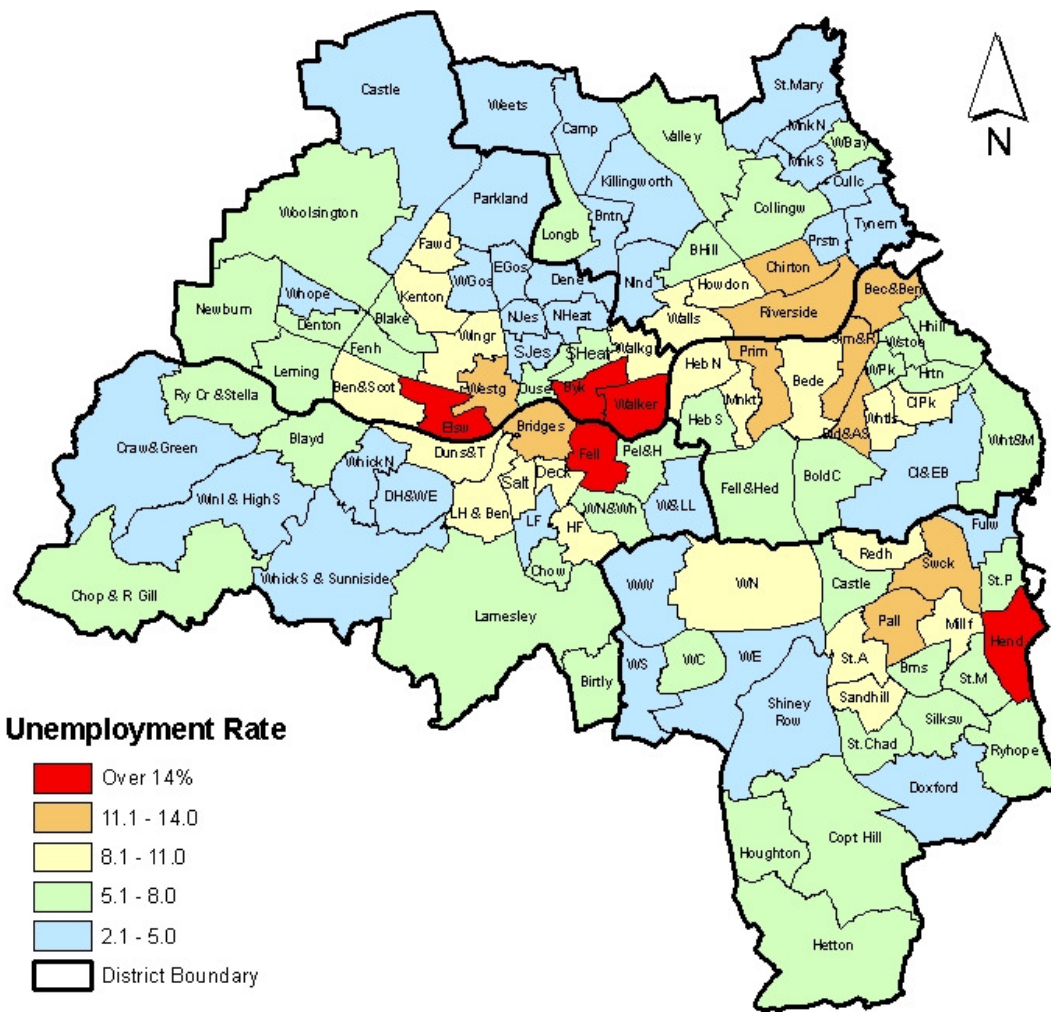 Castle
Weets
Camp
St.Mary
MnkN
MnkS
WBay
Valley
Killingworth
Cullc
Parkland
Woolsington
Collingw
Tynem
Bntn
Longb
Prstn
Fawd
BHill
EGos
WGos
Dene
Nlnd
Chirton
Howdon
Bec&Ben
Whope
Kenton
Newburn
Blake
NJes
NHeat
Riverside
Denton
Walls
Hhill
Wingr
Fenh
SJes
SHeat
Walkg
Prim
Sim&R
Wstoe
Heb N
Leming
Ben&Scot
Westg
Ouse
Byk
Bede
WPk
Hrtn
Ry Cr &Stella
Elsw
Walker
Mnkt
ClPk
Whtls
Heb S
Bridges
Bid&AS
Craw&Green
Blayd
Duns&T
Fell
Pel&H
Wht&M
WhickN
Deck
Salt
Fell&Hed
Bold C
Cl&EB
DH&WE
Winl & HighS
LH & Ben
WN&Wh
W&LL
LF
HF
Fulw
Redh
Swck
Chow
WhickS & Sunniside
WW
WN
Castle
St.P
Chop & R Gill
Lamesley
Pall
Millf
Hend
WS
WC
WE
St.A
Brns
St.M
Birtly
Sandhill
Shiney
Row
Silksw
St.Chad
Ryhope
Doxford
Copt Hill
Houghton
Hetton
N
Unemployment Rate
Over 14%
11.1 - 14.0
8.1 - 11.0
5.1 - 8.0
2.1 - 5.0
District Boundary